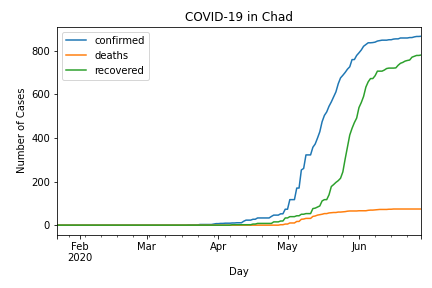 COVID-19 in Chad
confirmed
deaths
recovered
Number of Cases
800
600
400
200
0
Feb
2020
Mar
Apr
May
Jun
Day